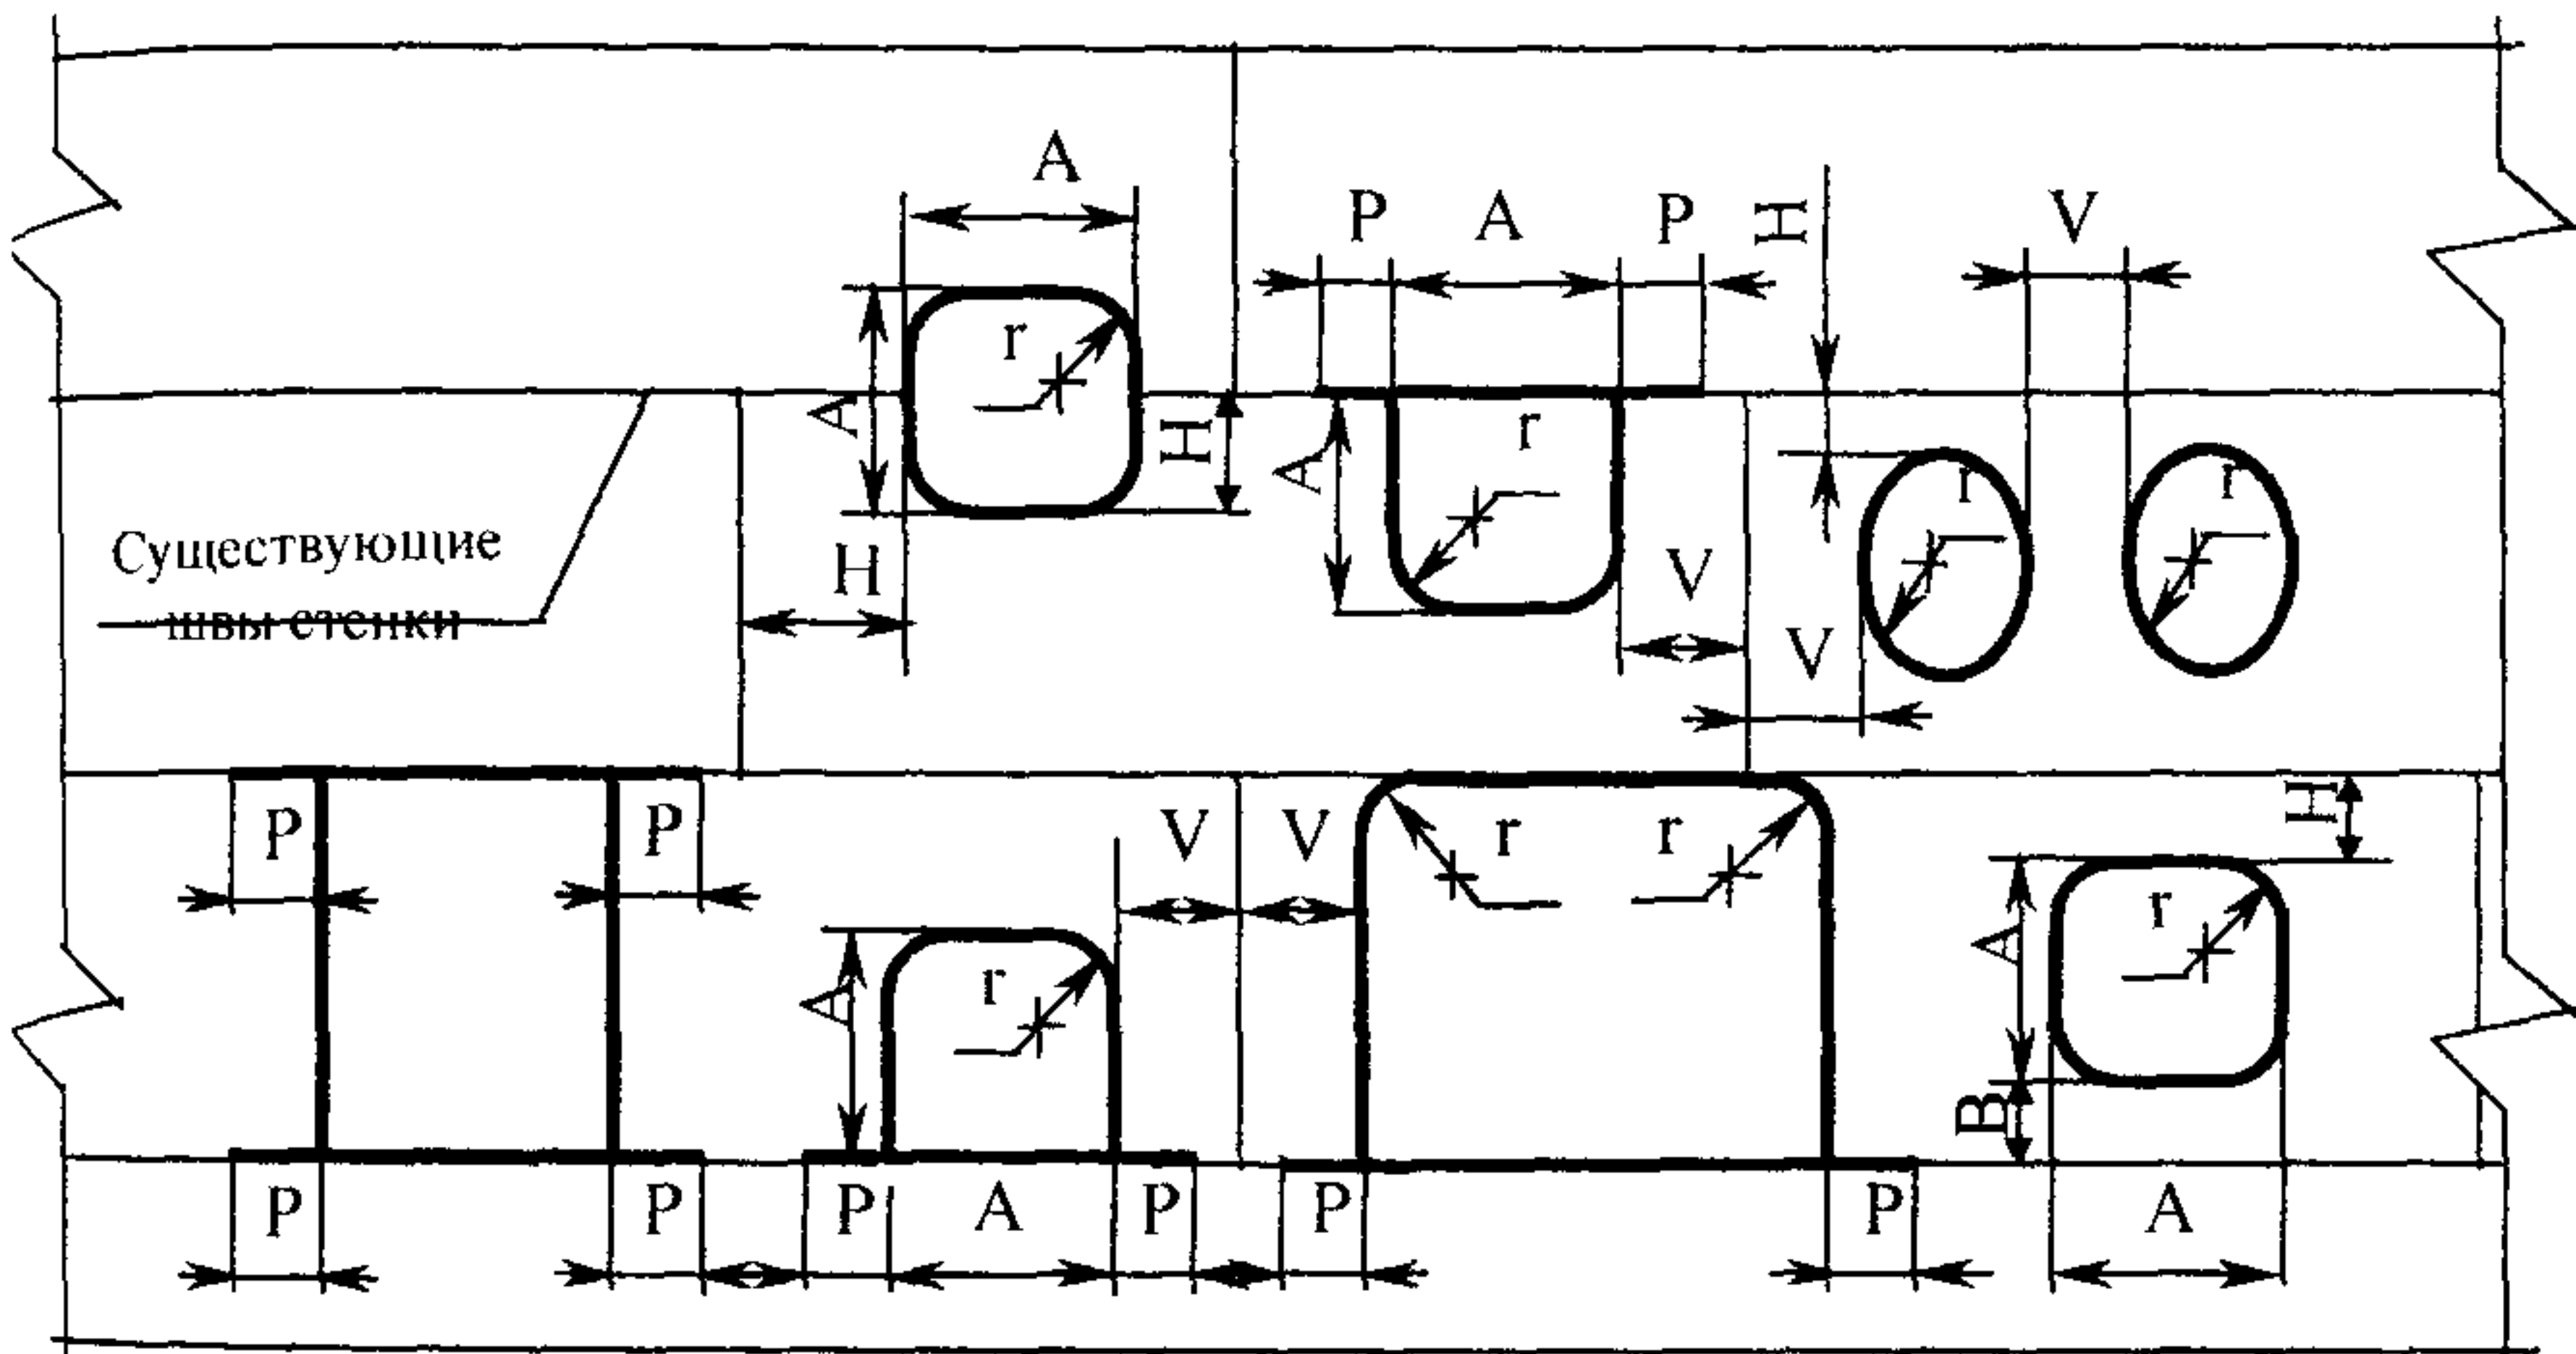 A
P A P H V
r
A H A r r r
Существующие
швы стенки
H V
V
P P V V r r H
A r A r
B
P P P A P P P A